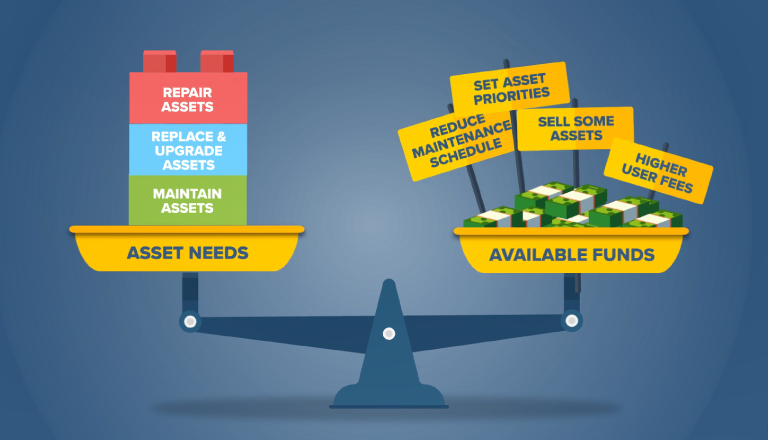 REPAIR
ASSETS
REPLACE &
UPGRADE
ASSETS
MAINTAIN
ASSETS
ASSET NEEDS
SET ASSET
PRIORITIES
REDUCE
MAINTENANCE
SCHEDULE
SELL SOME
ASSETS
HIGHER
USER FEES
AVAILABLE FUNDS